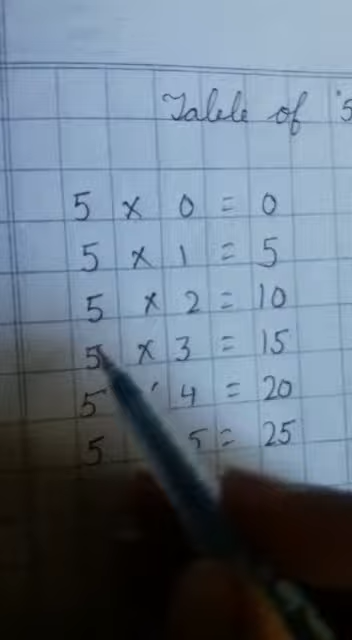 Table of '5
5 × 0 = 0
5 × 1 = 5
5 × 2 = 10
5 × 3 = 15
5 4 = 20
5 5 = 25